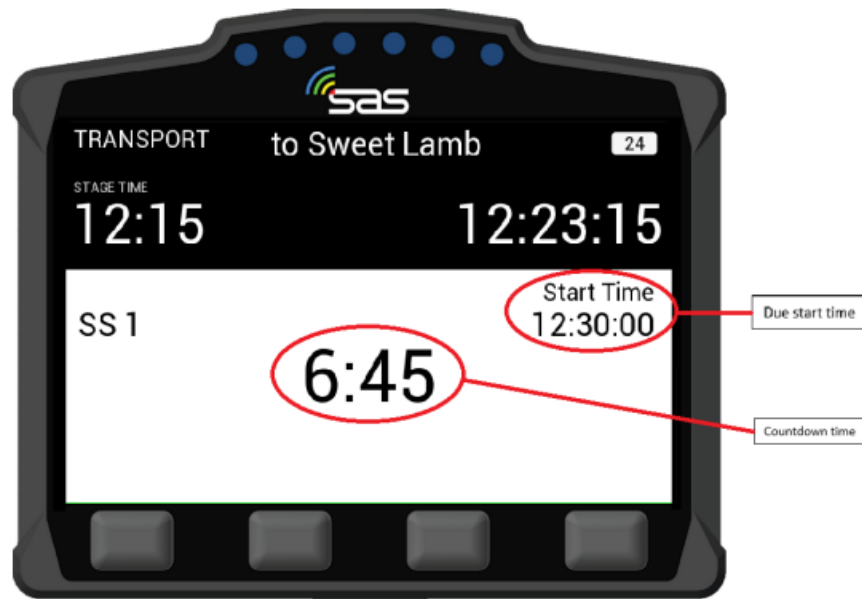 sas
TRANSPORT to Sweet Lamb 24
STAGE TIME
12:15 12:23:15
Start Time
SS 1 12:30:00
6:45
Due start time
Countdown time